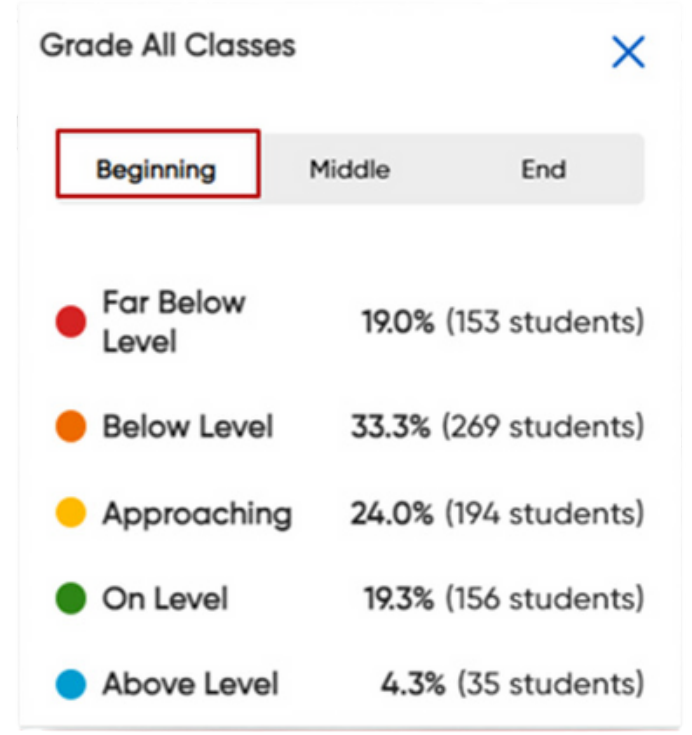 Grade All Classes
Beginning Middle End
Far Below
Level
19.0% (153 students)
Below Level 33.3% (269 students)
Approaching 24.0% (194 students)
On Level 19.3% (156 students)
Above Level 4.3% (35 students)